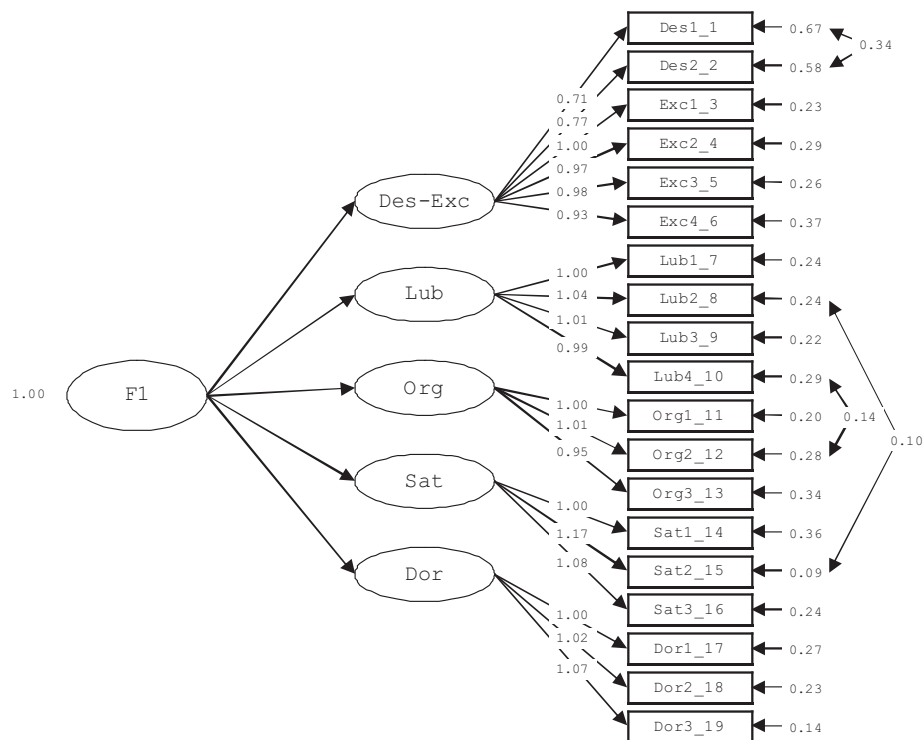 Des1_1
0.67
0.34
Des2_2
0.58
0.71
Exc1_3
0.23
0.77
1.00
Exc2_4
0.29
0.97
Exc3_5
0.26
0.98
Des-Exc
0.93
Exc4_6
0.37
1.00
Lub1_7
0.24
Lub
1.04
Lub2_8
0.24
1.01
Lub3_9
0.22
0.99
Lub4_10
0.29
1.00
F1
Org
1.00
Org1_11
0.20
0.14
1.01
Org2_12
0.28
0.10
0.95
Org3_13
0.34
Sat
1.00
Sat1_14
0.36
1.17
Sat2_15
0.09
1.08
Dor
Sat3_16
0.24
1.00
Dor1_17
0.27
1.02
1.07
Dor2_18
0.23
Dor3_19
0.14